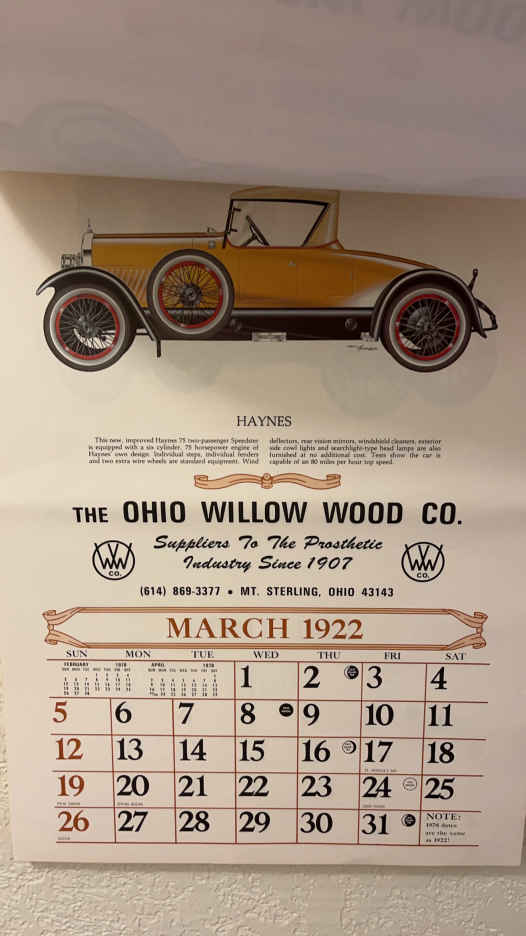 HAYNES
This new, improved Haynes 75 two-passenger Speedster
is equipped with a six cylinder, 75 horsepower engine of
Haynes' own design. Individual steps, individual fenders
and two extra wire wheels are standard equipment. Wind
deflectors, rear vision mirrors, windshield cleaners, exterior
side cowl lights and searchlight-type head lamps are also
furnished at no additional cost. Tests show the car is
capable of an 80 miles per hour top speed.
THE OHIO WILLOW WOOD CO.
WW CO.
Suppliers To The Prosthetic
Industry Since 1907
WW CO.
(614) 869-3377 • MT. STERLING, OHIO 43143
MARCH 1922
SUN MON TUE WED THU FRI SAT
FEBRUARY 1978 APRIL 1978
1 2 3 4
5 6 7 8 9 10 11
12 13 14 15 16 17 18
19 20 21 22 23 24 25
26 27 28 29 30 31
NOTE:
1978 dates
are the same
as 1922!